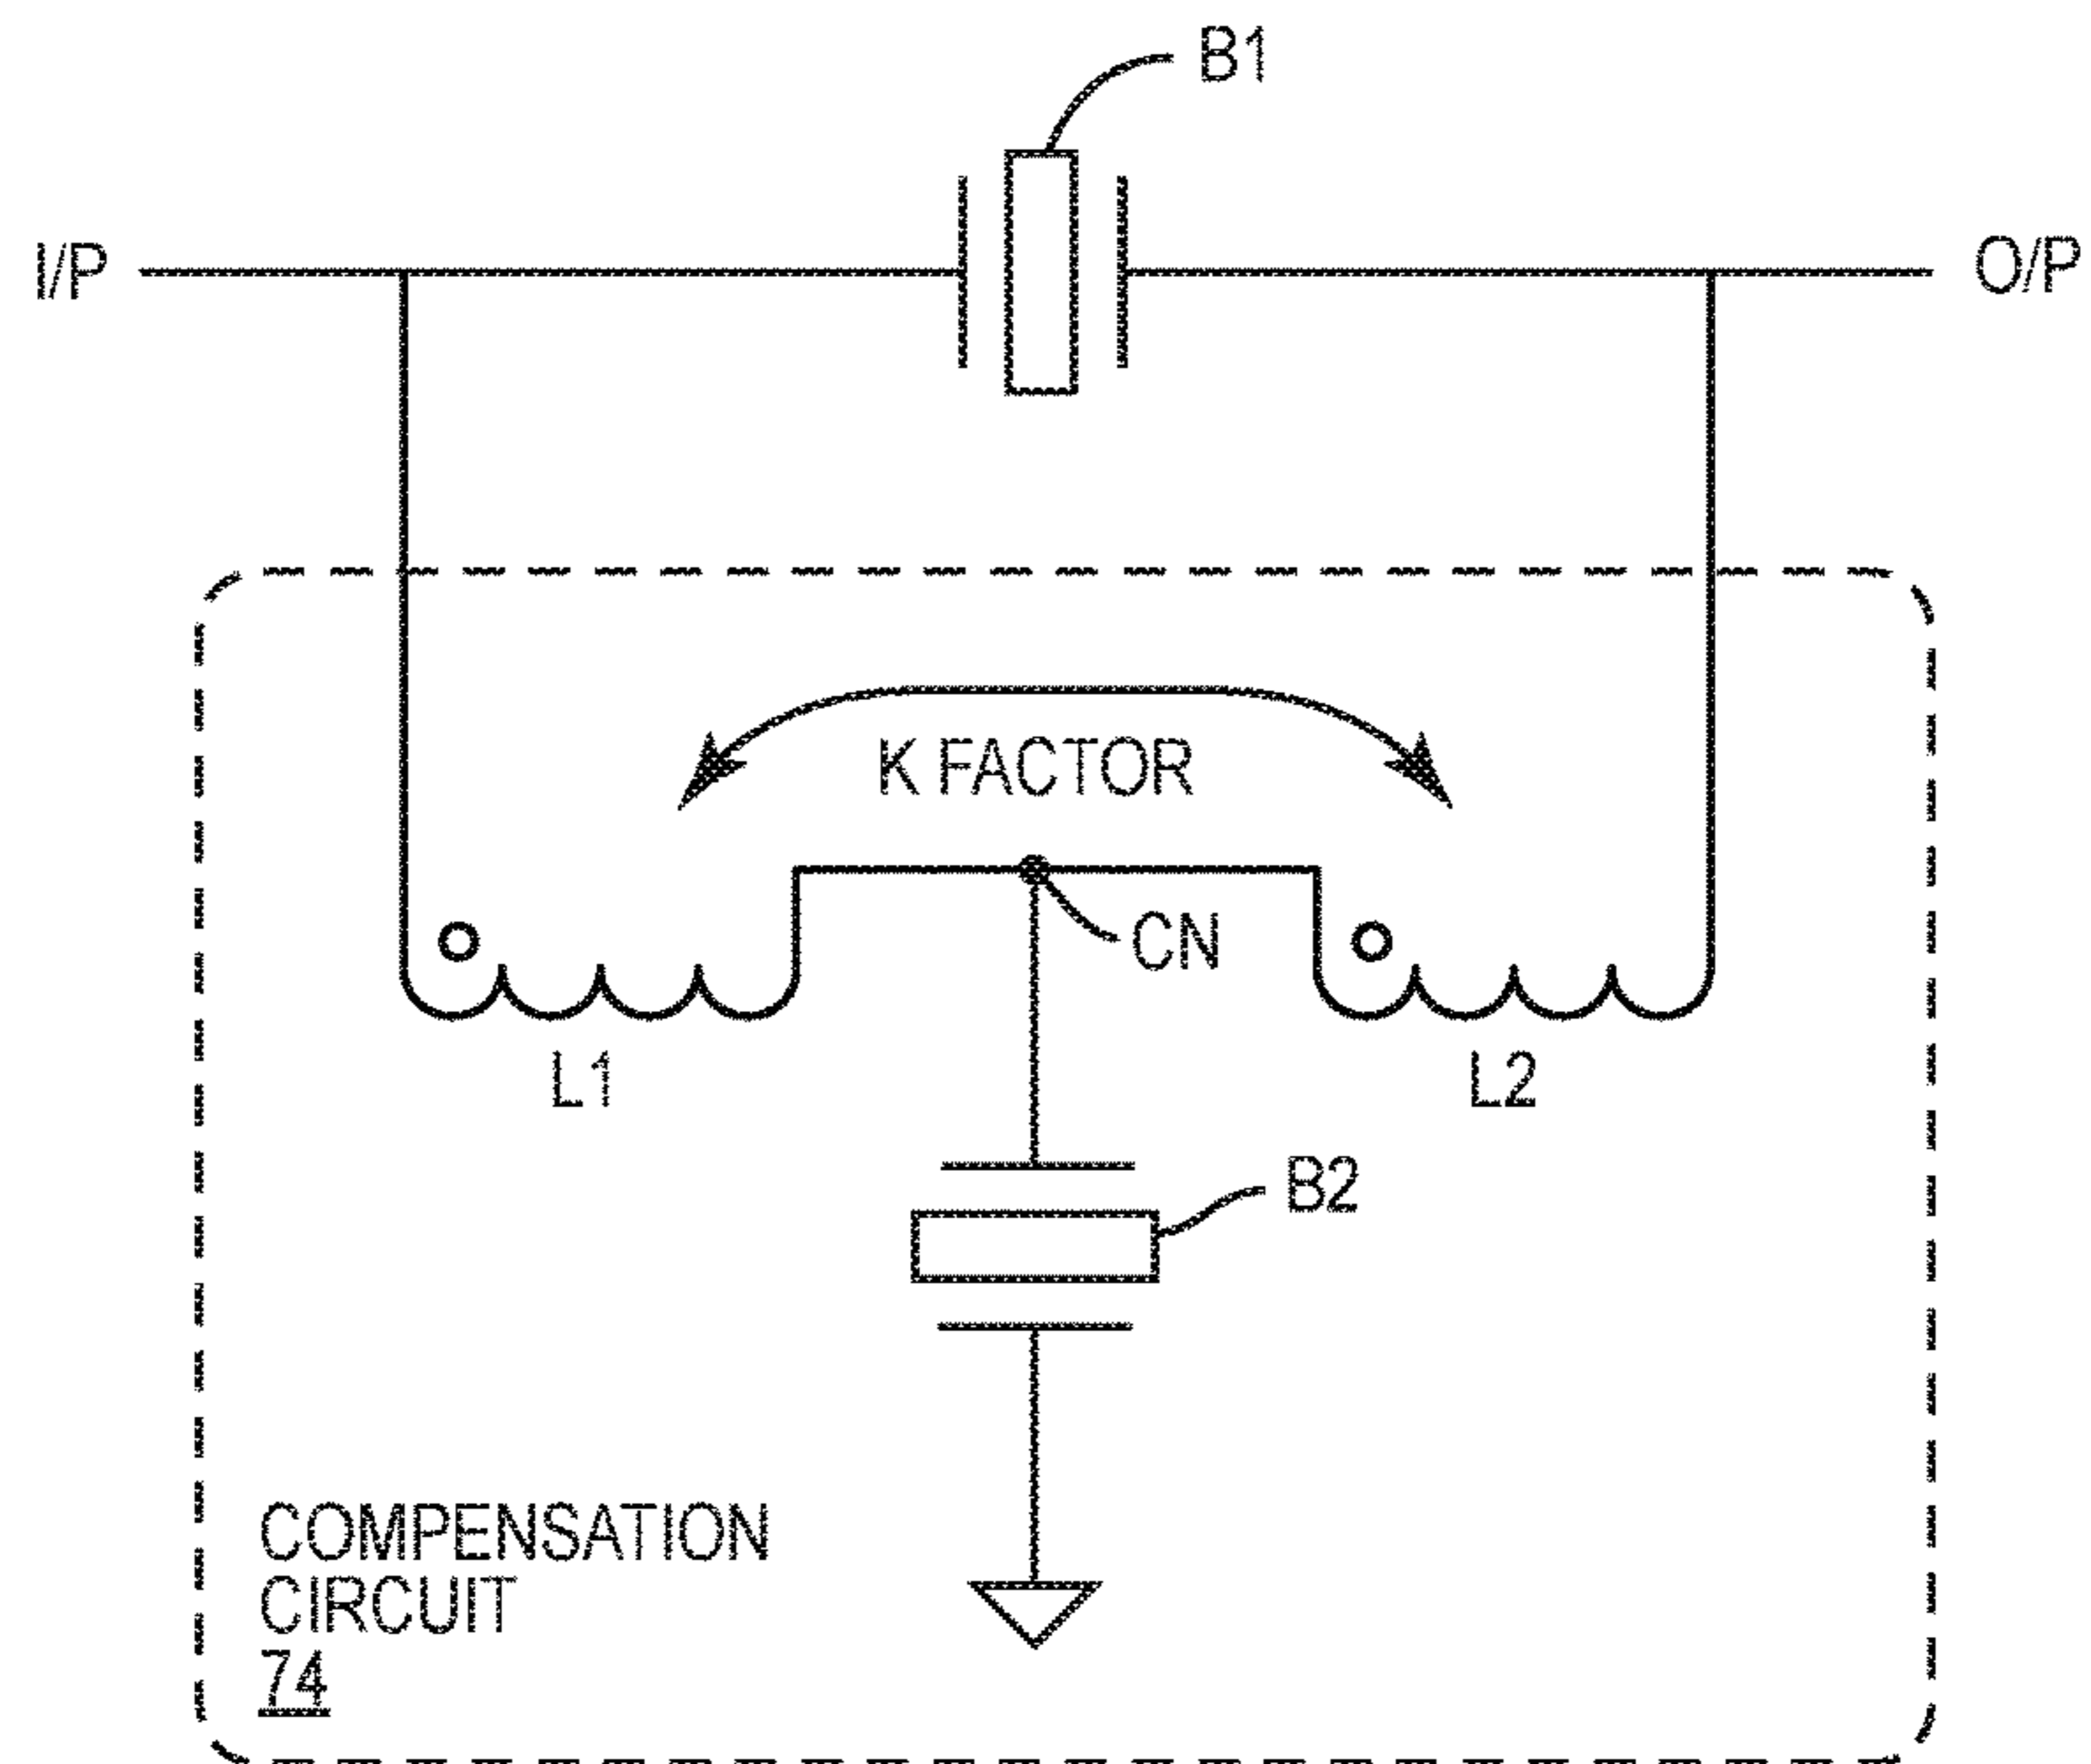 B1
I/P
O/P
K FACTOR
CN
L1
L2
B2
COMPENSATION
CIRCUIT
74